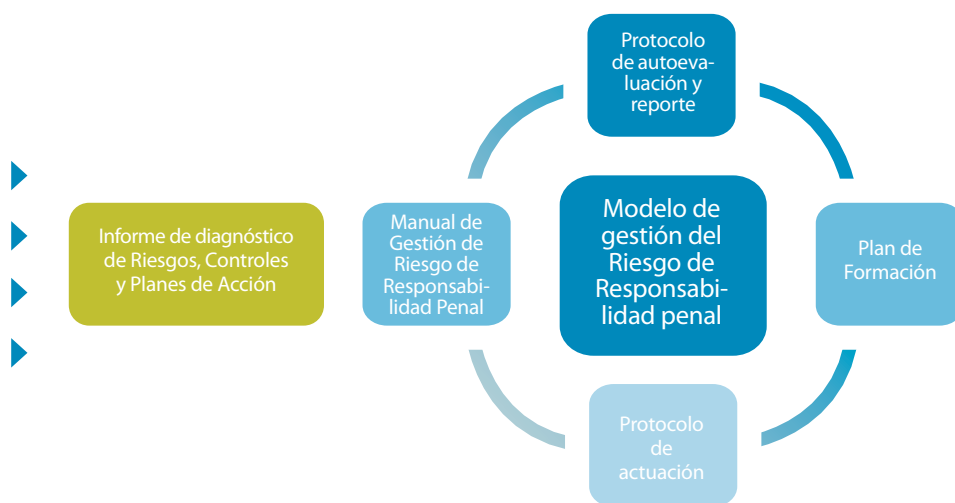 Protocolo
de autoeva-
luación y
reporte
Informe de diagnóstico
de Riesgos, Controles
y Planes de Acción
Manual de
Gestión de
Riesgo de
Responsabi-
lidad Penal
Modelo de
gestión del
Riesgo de
Responsabi-
lidad penal
Plan de
Formación
Protocolo
de
actuación